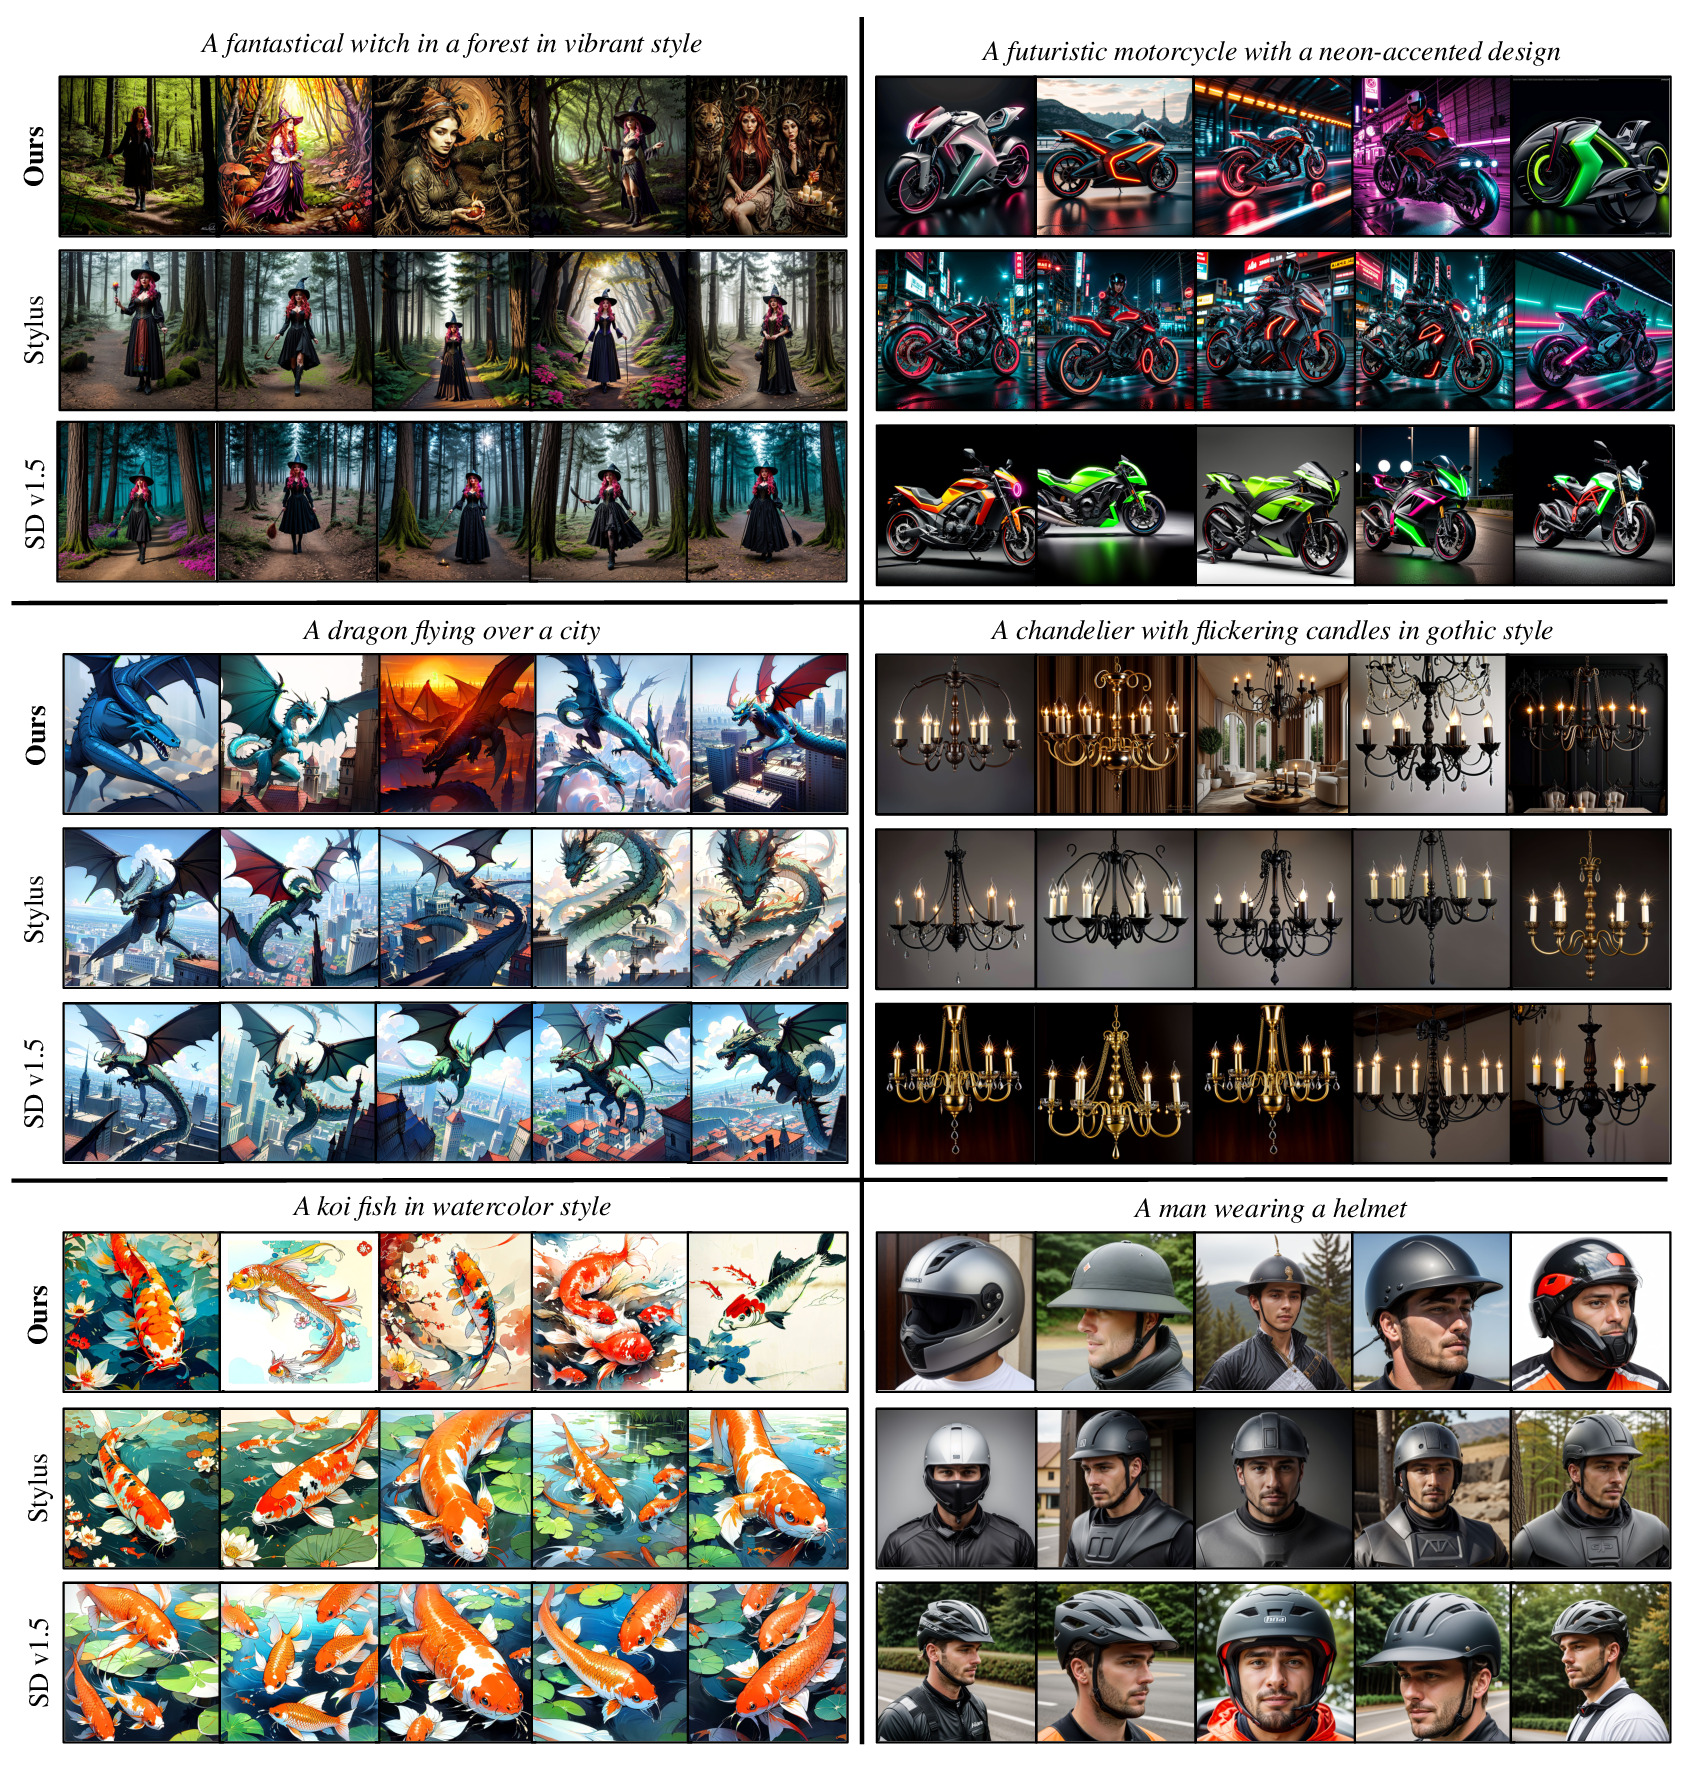 A fantastical witch in a forest in vibrant style
Ours
Stylus
SD v1.5
A futuristic motorcycle with a neon-accented design
A dragon flying over a city
Ours
Stylus
SD v1.5
A chandelier with flickering candles in gothic style
A koi fish in watercolor style
Ours
Stylus
SD v1.5
A man wearing a helmet